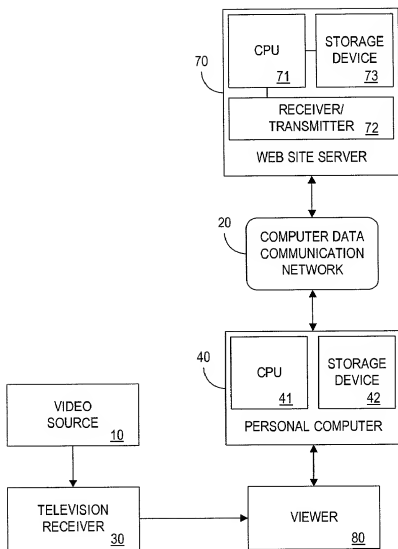 CPU
71
STORAGE
DEVICE
73
70
RECEIVER/
TRANSMITTER
72
WEB SITE SERVER
20
COMPUTER DATA
COMMUNICATION
NETWORK
40
CPU
41
STORAGE
DEVICE
42
PERSONAL COMPUTER
VIDEO
SOURCE
10
TELEVISION
RECEIVER
30
VIEWER
80